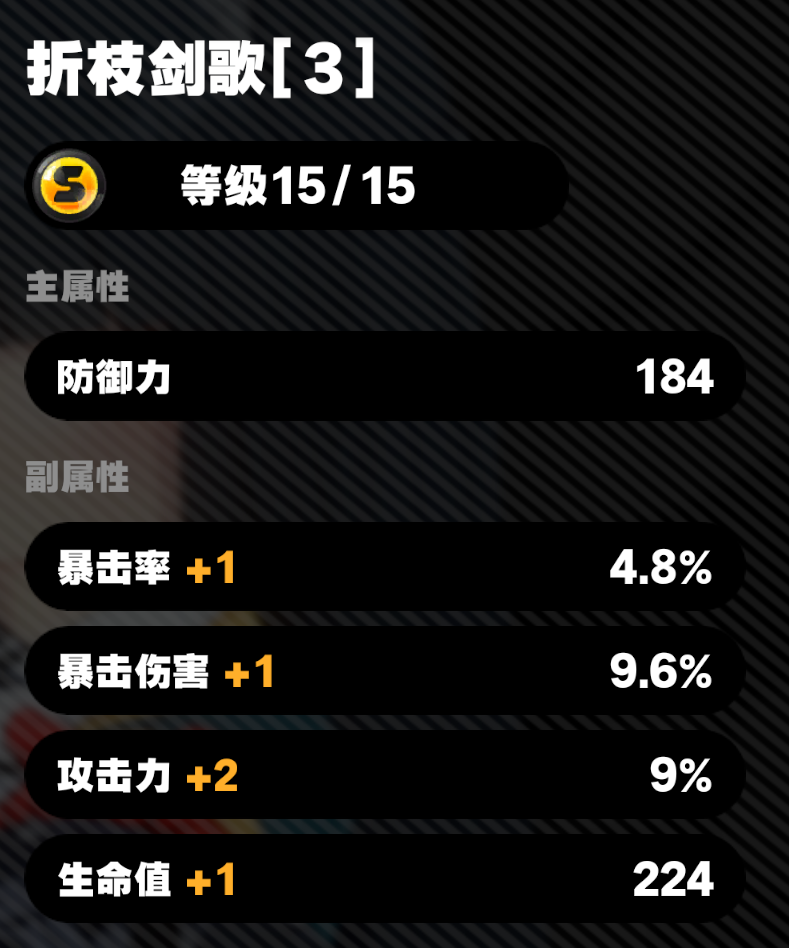 折枝剑歌[3]
S 等级15/15
主属性
防御力 184
副属性
暴击率 +1 4.8%
暴击伤害 +1 9.6%
攻击力 +2 9%
生命值 +1 224